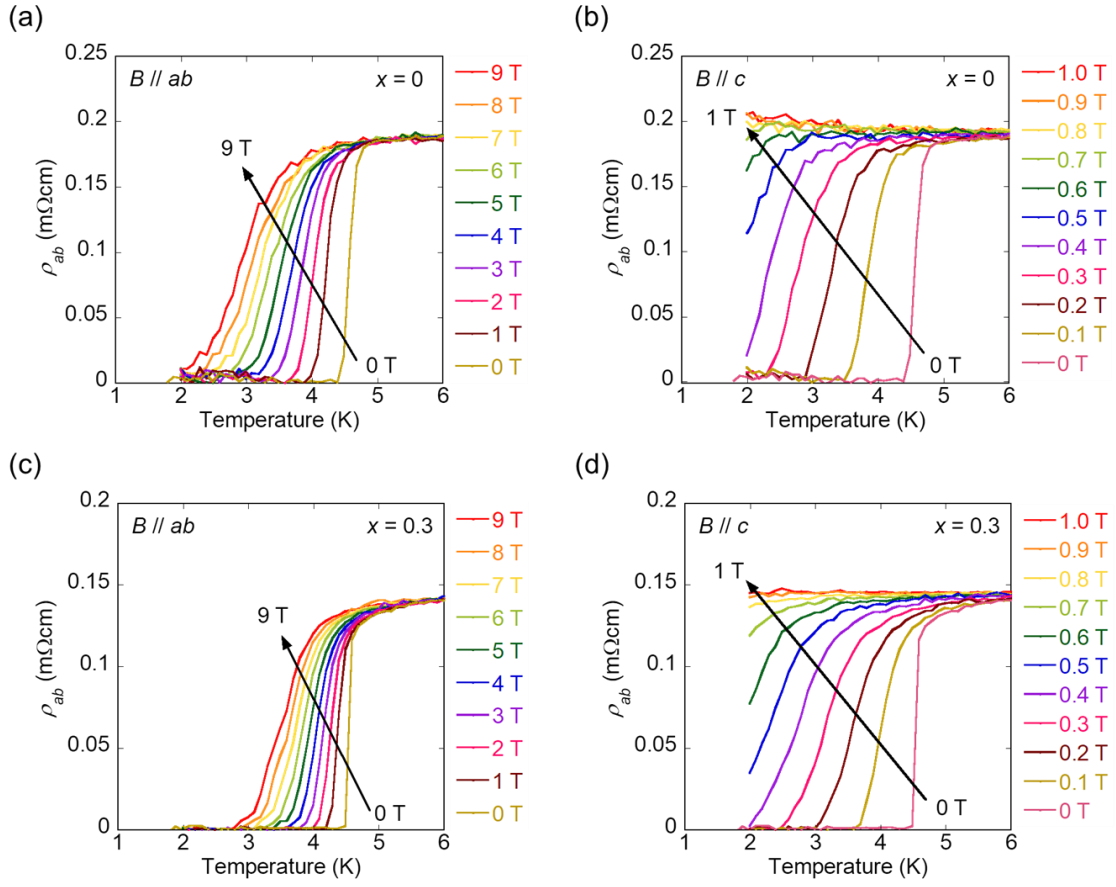 (a)
B // ab
x = 0
9 T
0 T
0.25
0.2
0.15
0.1
0.05
0
ρab (mΩcm)
1 2 3 4 5 6
Temperature (K)
9 T
8 T
7 T
6 T
5 T
4 T
3 T
2 T
1 T
0 T
(b)
B // c
x = 0
1 T
0 T
0.25
0.2
0.15
0.1
0.05
0
ρab (mΩcm)
1 2 3 4 5 6
Temperature (K)
1.0 T
0.9 T
0.8 T
0.7 T
0.6 T
0.5 T
0.4 T
0.3 T
0.2 T
0.1 T
0 T
(c)
B // ab
x = 0.3
9 T
0 T
0.2
0.15
0.1
0.05
0
ρab (mΩcm)
1 2 3 4 5 6
Temperature (K)
9 T
8 T
7 T
6 T
5 T
4 T
3 T
2 T
1 T
0 T
(d)
B // c
x = 0.3
1 T
0 T
0.2
0.15
0.1
0.05
0
ρab (mΩcm)
1 2 3 4 5 6
Temperature (K)
1.0 T
0.9 T
0.8 T
0.7 T
0.6 T
0.5 T
0.4 T
0.3 T
0.2 T
0.1 T
0 T